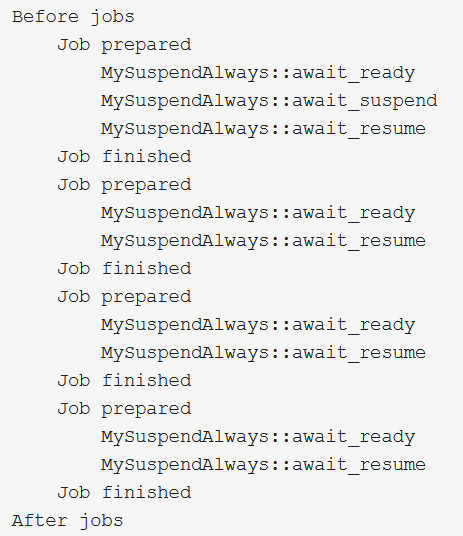 Before jobs
    Job prepared
        MySuspendAlways::await_ready
        MySuspendAlways::await_suspend
        MySuspendAlways::await_resume
    Job finished
    Job prepared
        MySuspendAlways::await_ready
        MySuspendAlways::await_resume
    Job finished
    Job prepared
        MySuspendAlways::await_ready
        MySuspendAlways::await_resume
    Job finished
    Job prepared
        MySuspendAlways::await_ready
        MySuspendAlways::await_resume
    Job finished
After jobs